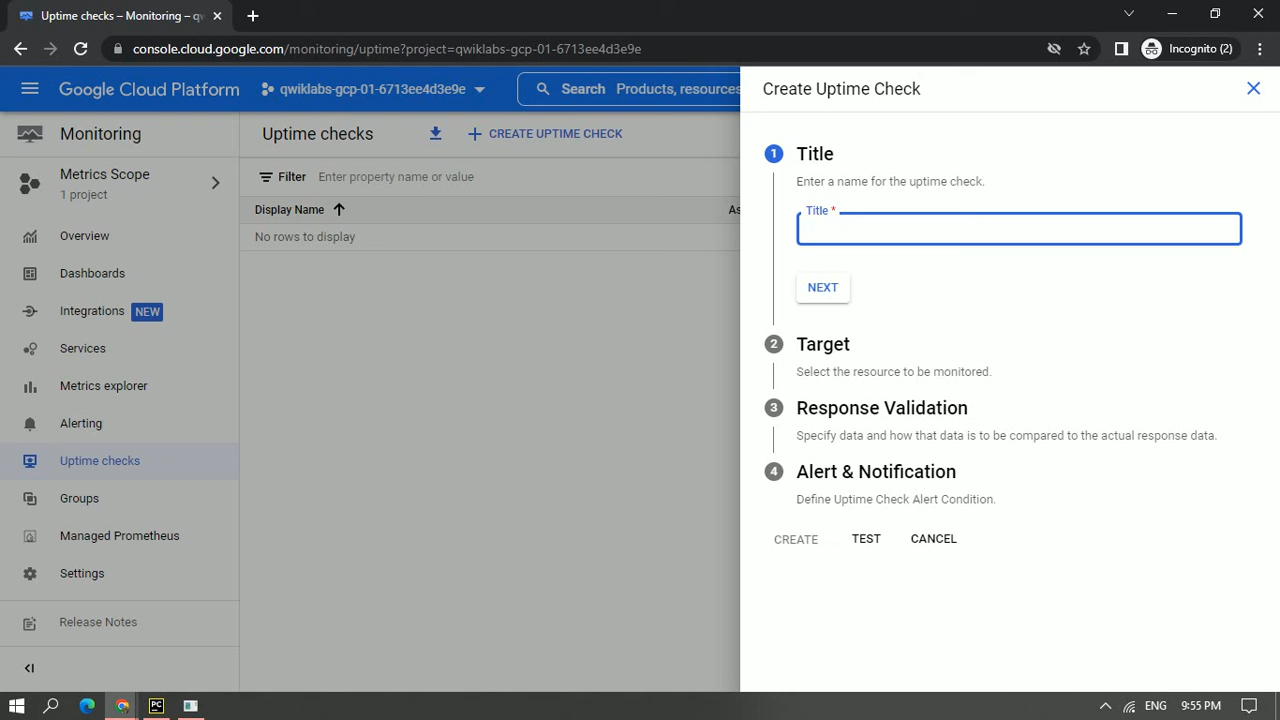 Uptime checks – Monitoring – qw
console.cloud.google.com/monitoring/uptime?project=qwiklabs-gcp-01-6713ee4d3e9e
Incognito (2)
Google Cloud Platform
qwiklabs-gcp-01-6713ee4d3e9e
Search Products, resources
Create Uptime Check
Monitoring
Uptime checks
CREATE UPTIME CHECK
Metrics Scope
1 project
Filter Enter property name or value
Display Name
As
No rows to display
Overview
Dashboards
Integrations NEW
Services
Metrics explorer
Alerting
Uptime checks
Groups
Managed Prometheus
Settings
Release Notes
1 Title
Enter a name for the uptime check.
Title *
NEXT
2 Target
Select the resource to be monitored.
3 Response Validation
Specify data and how that data is to be compared to the actual response data.
4 Alert & Notification
Define Uptime Check Alert Condition.
CREATE TEST CANCEL
PC
ENG 9:55 PM